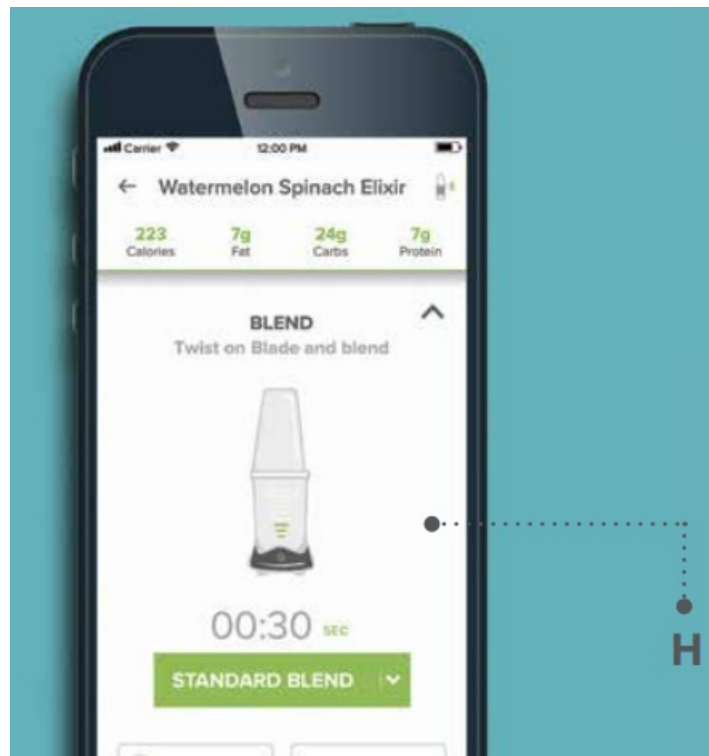 Carrier 12:00 PM
← Watermelon Spinach Elixir
223 7g 24g 7g
Calories Fat Carbs Protein
BLEND
Twist on Blade and blend
00:30 SEC
STANDARD BLEND
H